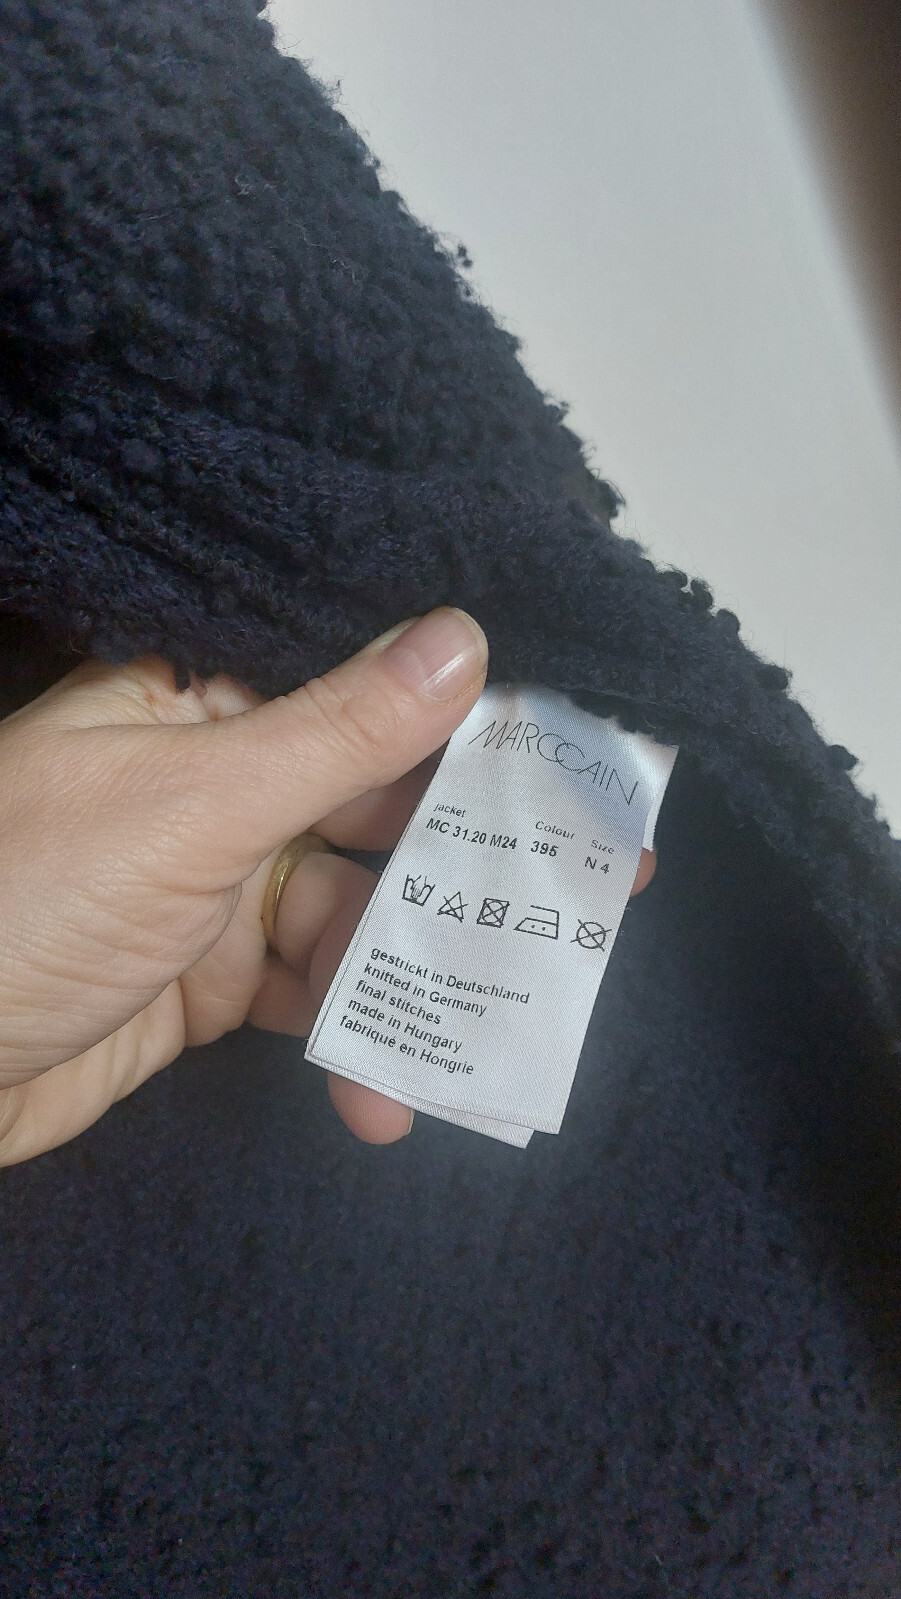 MARCCAIN
jacket Colour Size
MC 31.20 M24 395 N 4
gestrickt in Deutschland
knitted in Germany
final stitches
made in Hungary
fabriqué en Hongrie